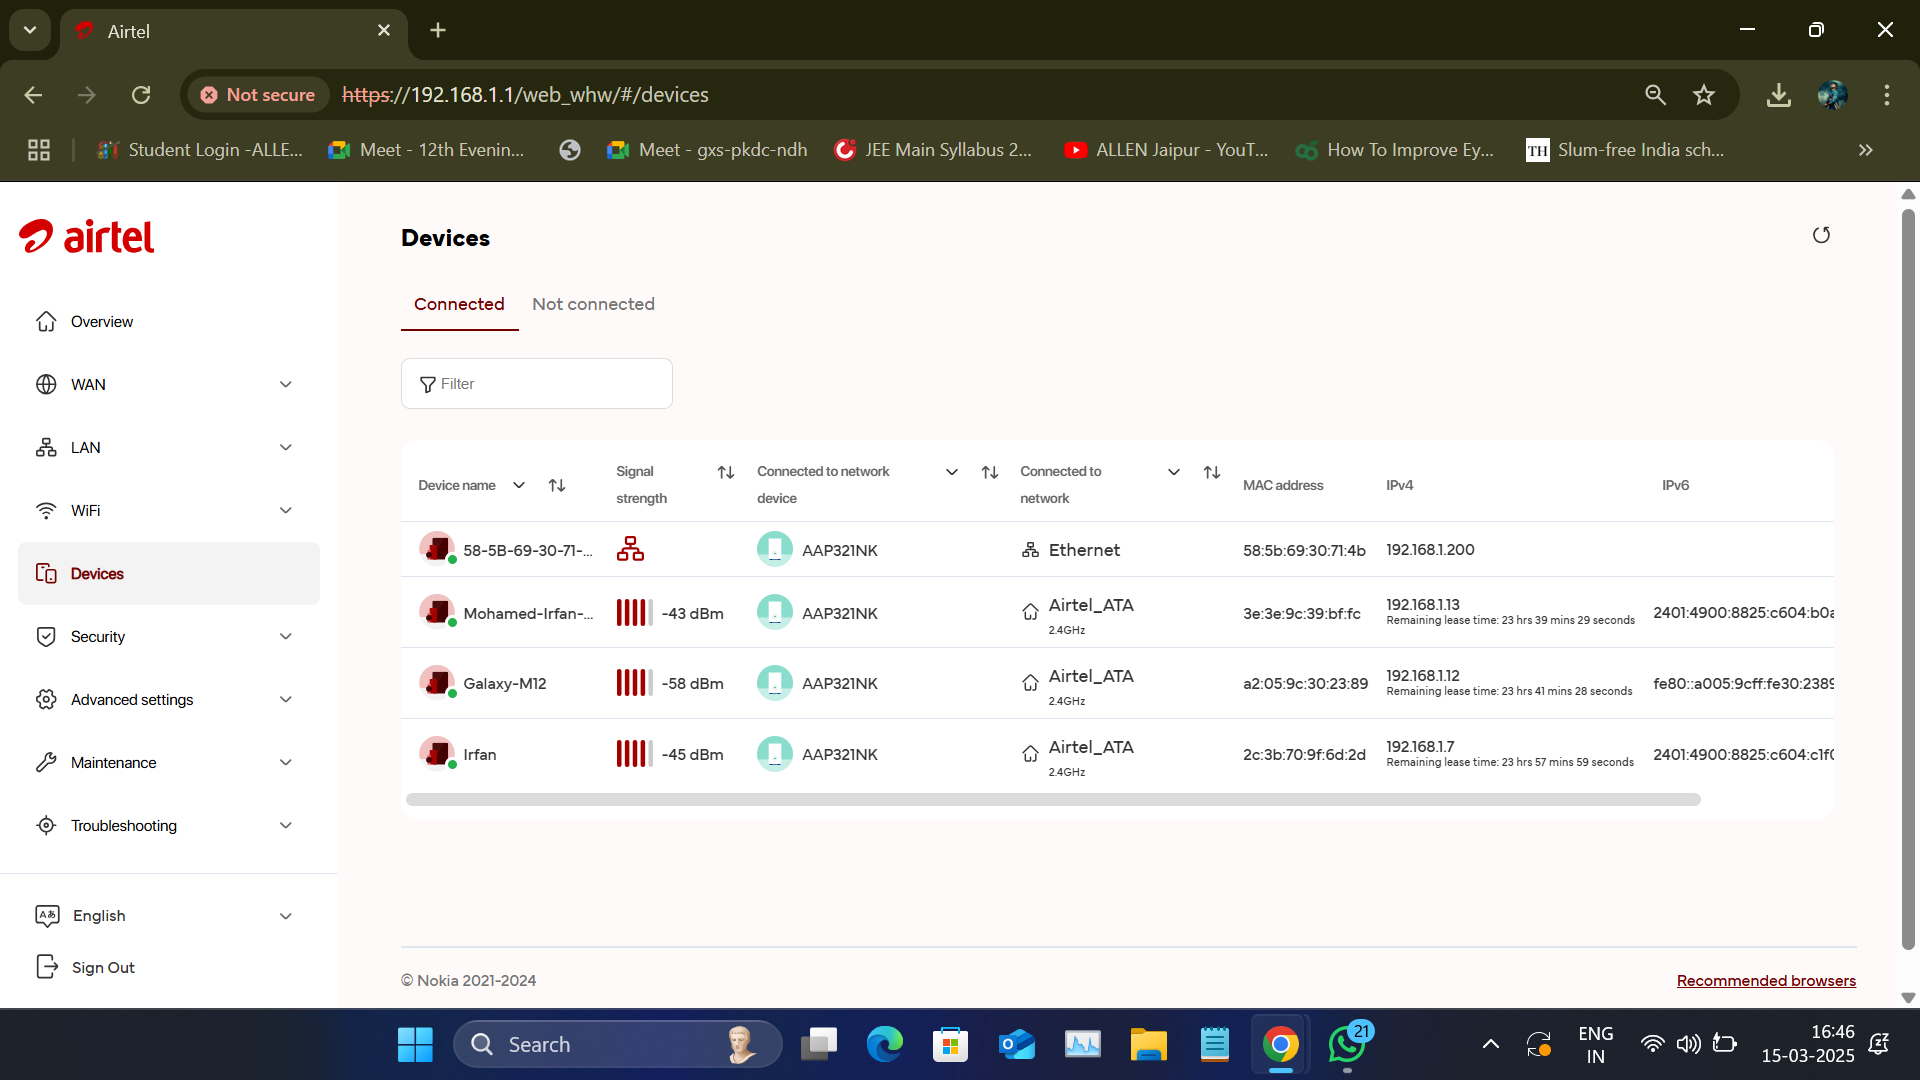 Airtel
Not secure
https://192.168.1.1/web_whw/#/devices
Student Login -ALLE...
Meet - 12th Evenin...
Meet - gxs-pkdc-ndh
JEE Main Syllabus 2...
ALLEN Jaipur - YouT...
How To Improve Ey...
TH
Slum-free India sch...
airtel
Overview
WAN
LAN
WiFi
Devices
Security
Advanced settings
Maintenance
Troubleshooting
English
Sign Out
Devices
Connected
Not connected
Filter
Device name
Signal strength
Connected to network device
Connected to network
MAC address
IPv4
IPv6
58-5B-69-30-71-...
AAP321NK
Ethernet
58:5b:69:30:71:4b
192.168.1.200
Mohamed-Irfan-...
-43 dBm
AAP321NK
Airtel_ATA
2.4GHz
3e:3e:9c:39:bf:fc
192.168.1.13
Remaining lease time: 23 hrs 39 mins 29 seconds
2401:4900:8825:c604:b0a
Galaxy-M12
-58 dBm
AAP321NK
Airtel_ATA
2.4GHz
a2:05:9c:30:23:89
192.168.1.12
Remaining lease time: 23 hrs 41 mins 28 seconds
fe80::a005:9cff:fe30:2389
Irfan
-45 dBm
AAP321NK
Airtel_ATA
2.4GHz
2c:3b:70:9f:6d:2d
192.168.1.7
Remaining lease time: 23 hrs 57 mins 59 seconds
2401:4900:8825:c604:c1f0
© Nokia 2021-2024
Recommended browsers
Search
21
ENG
IN
16:46
15-03-2025